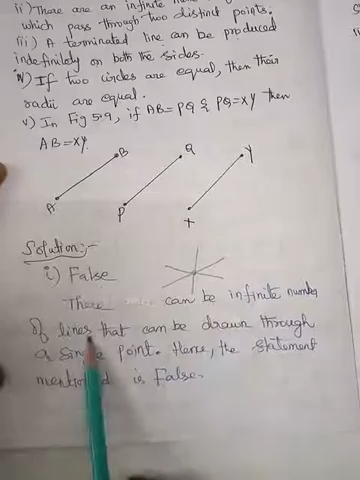 ii) There are an infinite
which pass through two distinct points.
iii) A terminated line can be produced
indefinitely on both the sides.
iv) If two circles are equal, then their
radii are equal.
v) In Fig 5.9, if AB=PQ & PQ=XY then
AB=XY.
B
Q
Y
A
P
X
Solution:-
i) False
There can be infinite number
of lines that can be drawn through
a single point. Hence, the statement
mentioned is False.